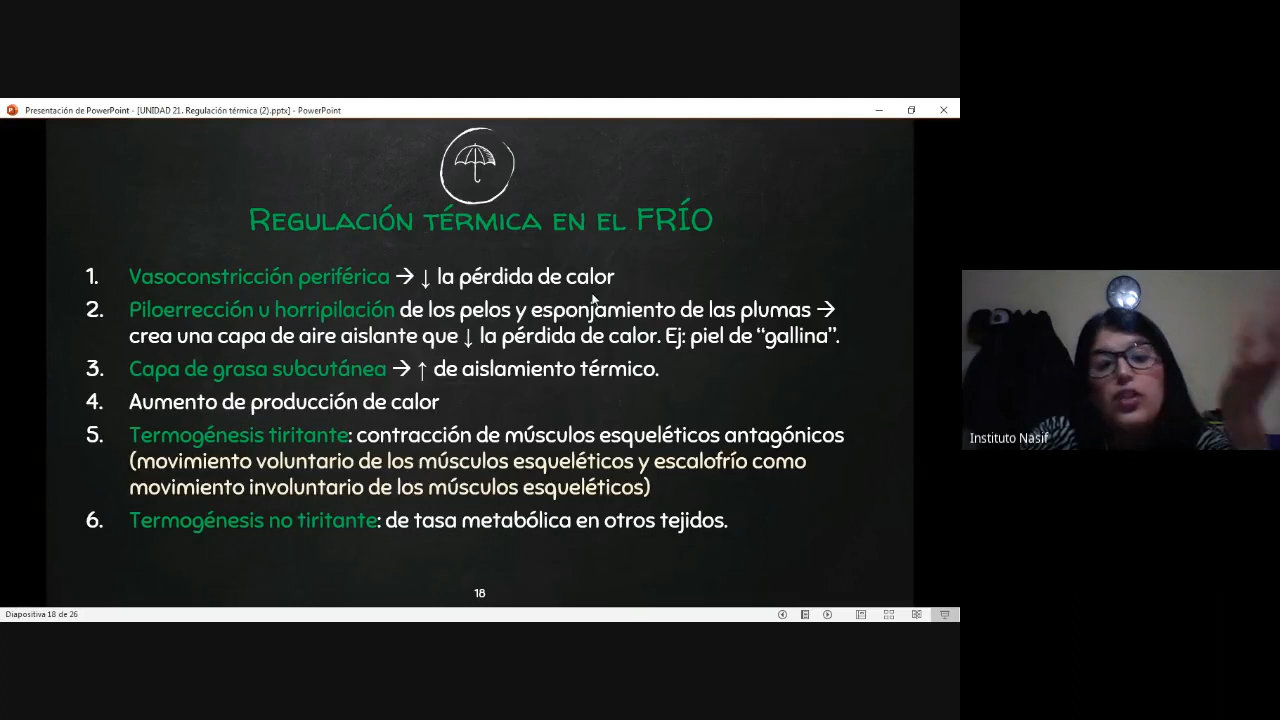 Presentación de PowerPoint - [UNIDAD 21. Regulación térmica (2).pptx] - PowerPoint
REGULACIÓN TÉRMICA EN EL FRÍO
1. Vasoconstricción periférica → ↓ la pérdida de calor
2. Piloerrección u horripilación de los pelos y esponjamiento de las plumas →
crea una capa de aire aislante que ↓ la pérdida de calor. Ej: piel de “gallina”.
3. Capa de grasa subcutánea → ↑ de aislamiento térmico.
4. Aumento de producción de calor
5. Termogénesis tiritante: contracción de músculos esqueléticos antagónicos
(movimiento voluntario de los músculos esqueléticos y escalofrío como
movimiento involuntario de los músculos esqueléticos)
6. Termogénesis no tiritante: de tasa metabólica en otros tejidos.
18
Diapositiva 18 de 26
Instituto Nasif